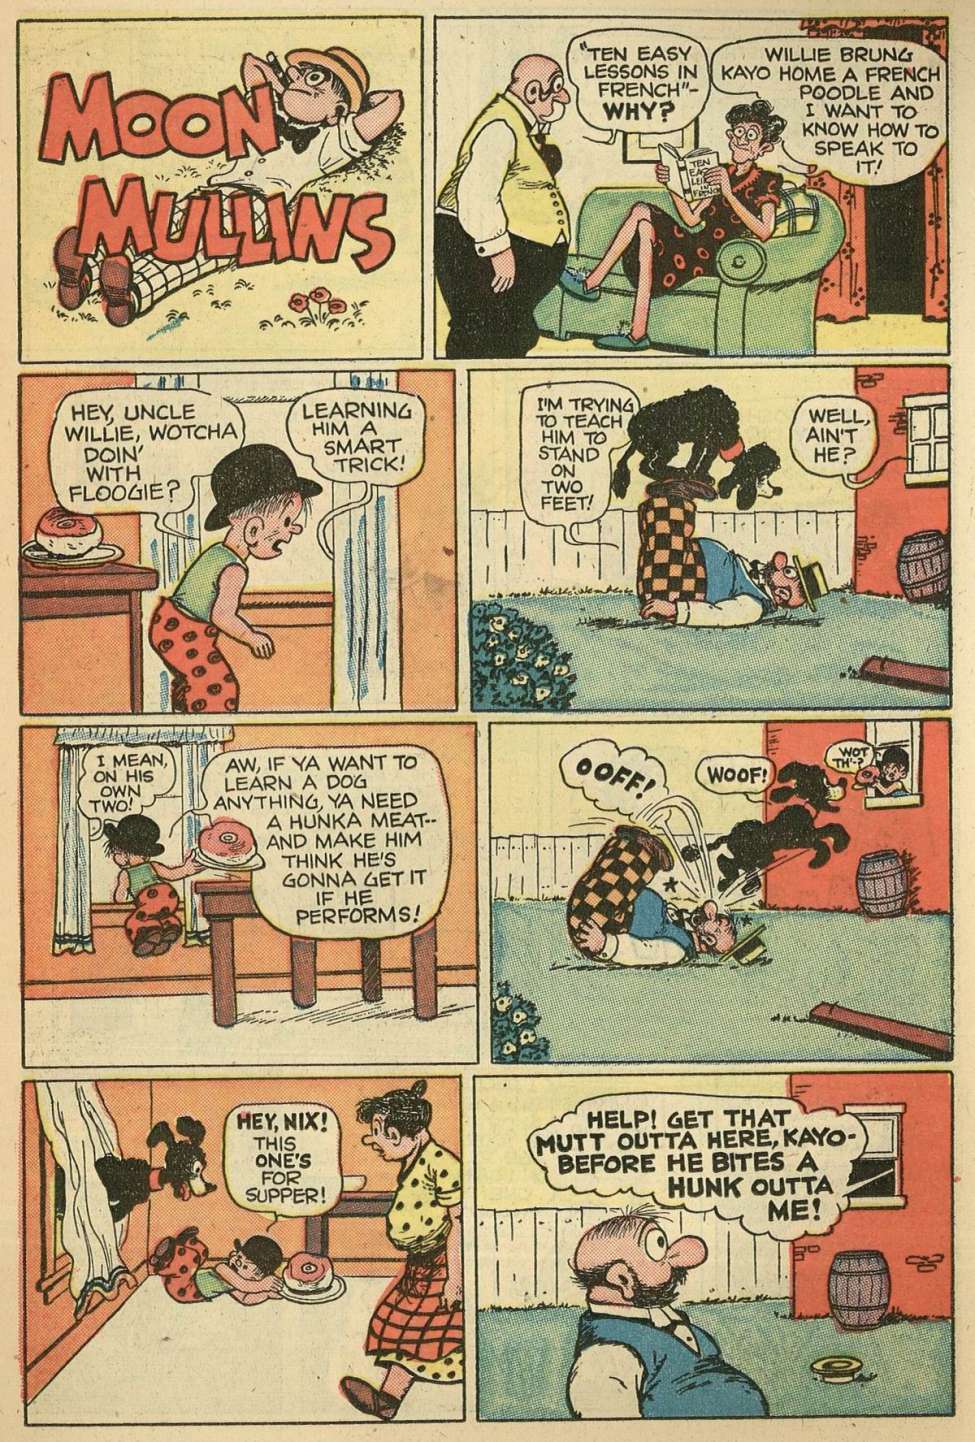 MOON
MULLINS
"TEN EASY
LESSONS IN
FRENCH"-
WHY?
WILLIE BRUNG
KAYO HOME A FRENCH
POODLE AND
I WANT TO
KNOW HOW TO
SPEAK TO
IT!
TEN
EASY
IN
HEY, UNCLE
WILLIE, WOTCHA
DOIN'
WITH
FLOOGIE?
LEARNING
HIM A
SMART
TRICK!
I'M TRYING
TO TEACH
HIM TO
STAND
ON
TWO
FEET!
WELL,
AIN'T
HE?
I MEAN,
ON HIS
OWN
TWO!
AW, IF YA WANT TO
LEARN A DOG
ANYTHING, YA NEED
A HUNKA MEAT--
AND MAKE HIM
THINK HE'S
GONNA GET IT
IF HE
PERFORMS!
OOFF!
WOOF!
WOT
TH'-?
HEY, NIX!
THIS
ONE'S
FOR
SUPPER!
HELP! GET THAT
MUTT OUTTA HERE, KAYO-
BEFORE HE BITES A
HUNK OUTTA
ME!